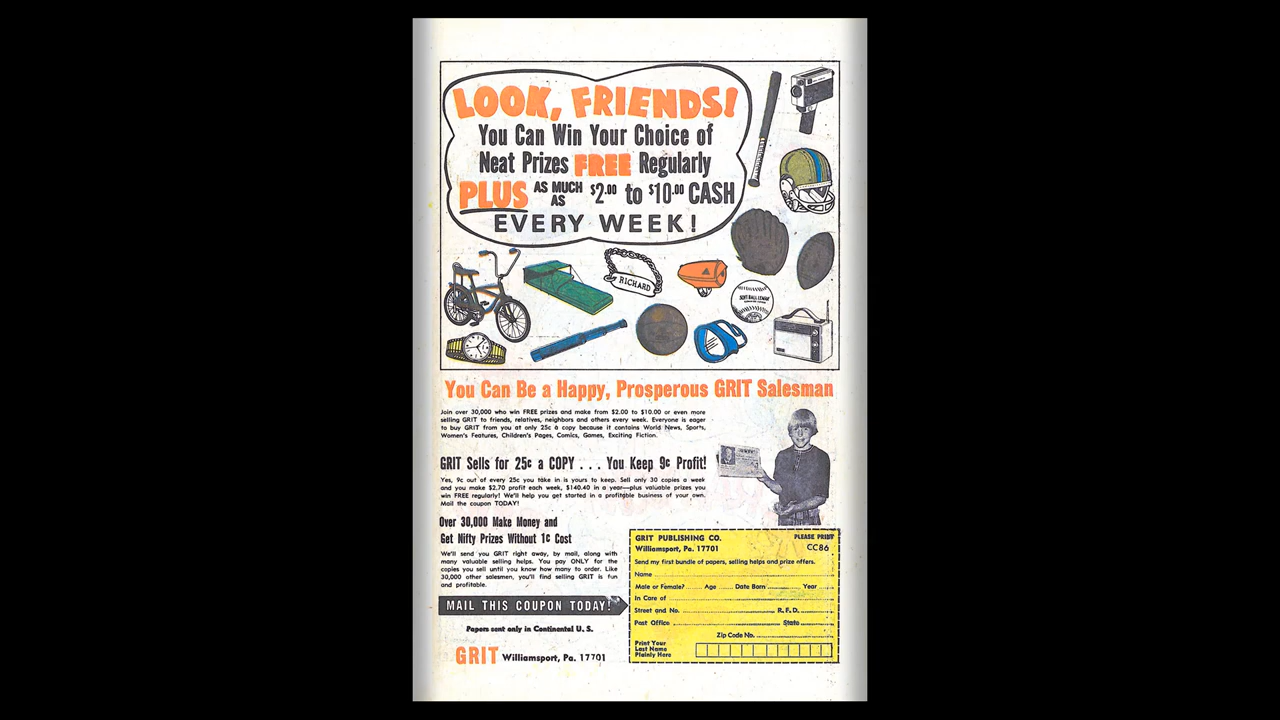 LOOK, FRIENDS!
You Can Win Your Choice of
Neat Prizes FREE Regularly
PLUS AS MUCH AS $2.00 to $10.00 CASH
EVERY WEEK!
RICHARD
SOFT BALL LEAGUE
You Can Be a Happy, Prosperous GRIT Salesman
Join over 30,000 who win FREE prizes and make from $2.00 to $10.00 or even more
selling GRIT to friends, relatives, neighbors and others every week. Everyone is eager
to buy GRIT from you at only 25c a copy because it contains World News, Sports,
Women's Features, Children's Pages, Comics, Games, Exciting Fiction.
GRIT Sells for 25c a COPY . . . You Keep 9c Profit!
Yes, 9c out of every 25c you take in is yours to keep. Sell only 30 copies a week
and you make $2.70 profit each week, $140.40 in a year—plus valuable prizes you
win FREE regularly! We'll help you get started in a profitable business of your own.
Mail the coupon TODAY!
Over 30,000 Make Money and
Get Nifty Prizes Without 1c Cost
We'll send you GRIT right away, by mail, along with
many valuable selling helps. You pay ONLY for the
copies you sell until you know how many to order. Like
30,000 other salesmen, you'll find selling GRIT is fun
and profitable.
MAIL THIS COUPON TODAY!
Papers sent only in Continental U. S.
GRIT Williamsport, Pa. 17701
GRIT PUBLISHING CO. PLEASE PRINT
Williamsport, Pa. 17701 CC86
Send my first bundle of papers, selling helps and prize offers.
Name
Male or Female? Age Date Born Year
In Care of
Street and No. R. F. D.
Post Office State
Zip Code No.
Print Your
Last Name
Plainly Here